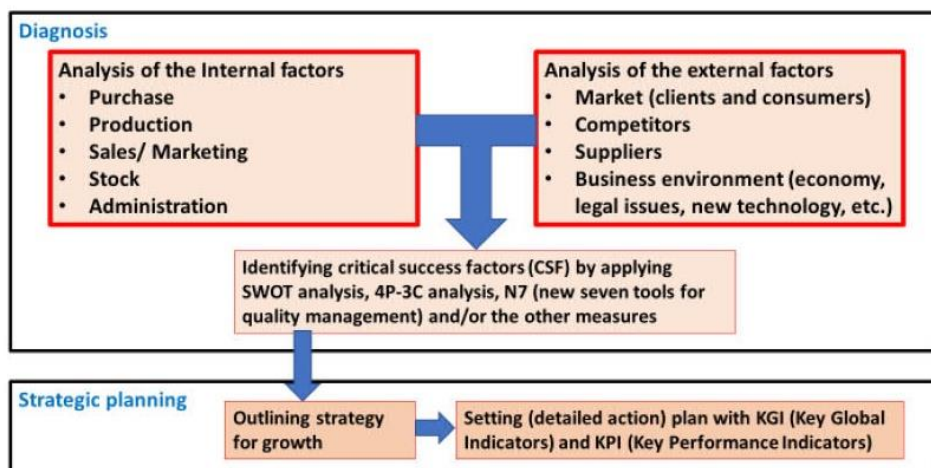 Diagnosis
Analysis of the Internal factors
• Purchase
• Production
• Sales/ Marketing
• Stock
• Administration
Analysis of the external factors
• Market (clients and consumers)
• Competitors
• Suppliers
• Business environment (economy,
legal issues, new technology, etc.)
Identifying critical success factors (CSF) by applying
SWOT analysis, 4P-3C analysis, N7 (new seven tools for
quality management) and/or the other measures
Strategic planning
Outlining strategy
for growth
Setting (detailed action) plan with KGI (Key Global
Indicators) and KPI (Key Performance Indicators)